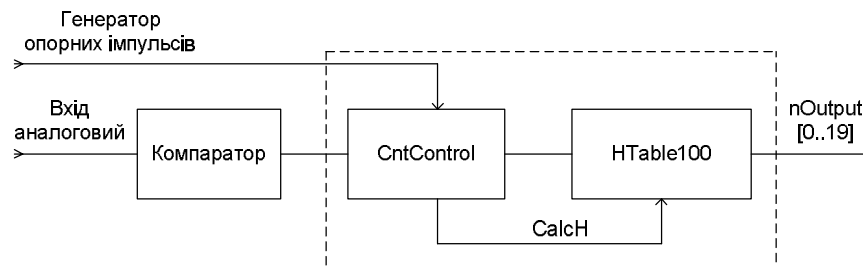 Генератор
опорних імпульсів
Вхід
аналоговий
Компаратор
CntControl
HTable100
nOutput
[0..19]
CalcH